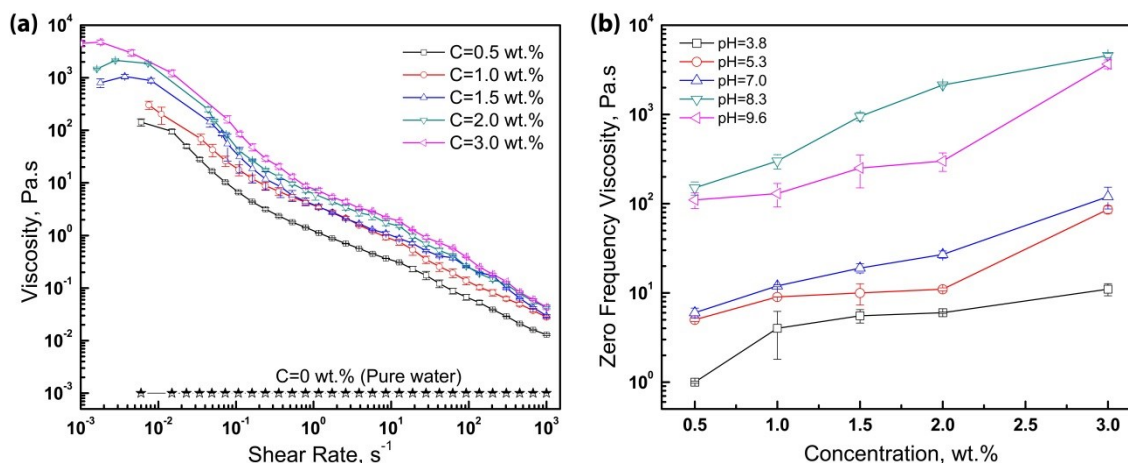 (a)
Viscosity, Pa.s
10^4
10^3
10^2
10^1
10^0
10^-1
10^-2
10^-3
C=0.5 wt.%
C=1.0 wt.%
C=1.5 wt.%
C=2.0 wt.%
C=3.0 wt.%
C=0 wt.% (Pure water)
10^-3 10^-2 10^-1 10^0 10^1 10^2 10^3
Shear Rate, s^-1
(b)
Zero Frequency Viscosity, Pa.s
10^4
10^3
10^2
10^1
10^0
pH=3.8
pH=5.3
pH=7.0
pH=8.3
pH=9.6
0.5 1.0 1.5 2.0 3.0
Concentration, wt.%